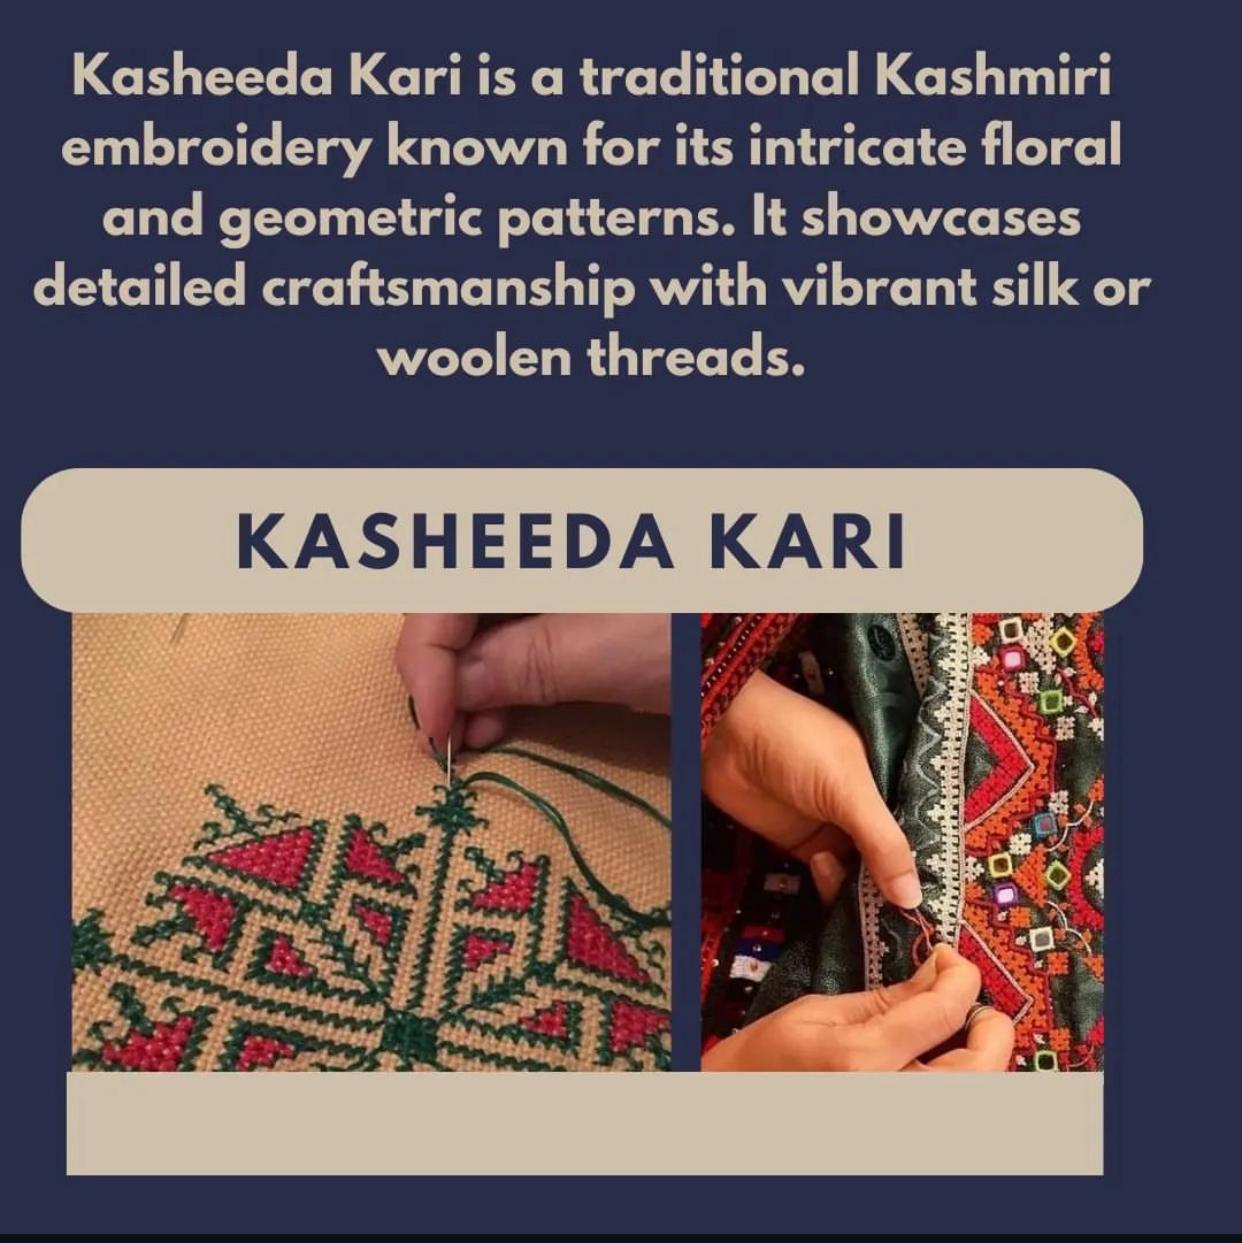 Kasheeda Kari is a traditional Kashmiri
embroidery known for its intricate floral
and geometric patterns. It showcases
detailed craftsmanship with vibrant silk or
woolen threads.
KASHEEDA KARI